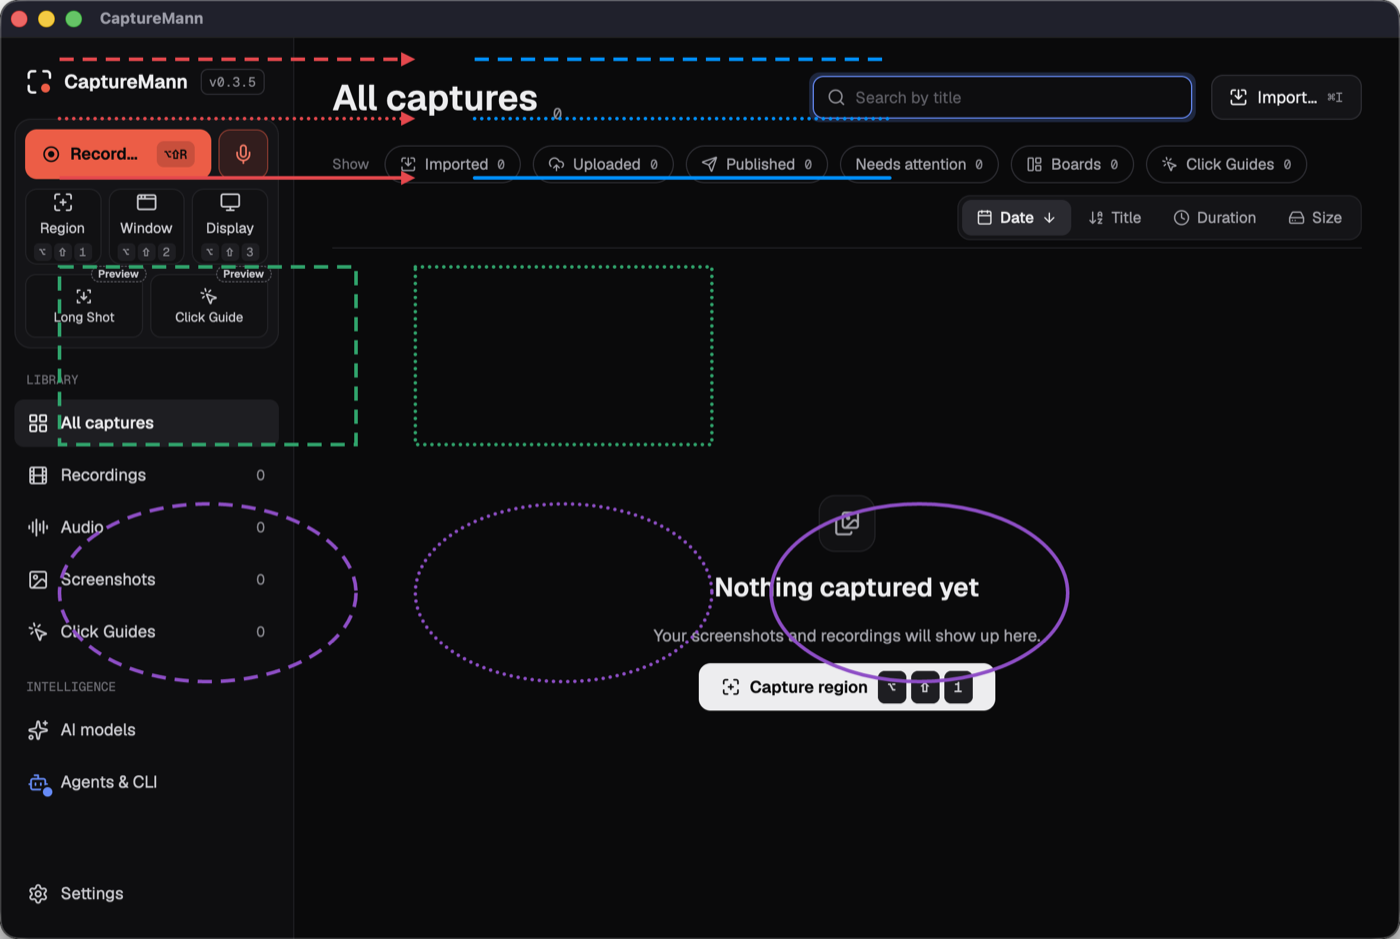 CaptureMann
CaptureMann v0.3.5
Record... ⌥⇧R
Region Window Display
⌥ ⇧ 1 ⌥ ⇧ 2 ⌥ ⇧ 3
Preview Preview
Long Shot Click Guide
LIBRARY
All captures
Recordings 0
Audio 0
Screenshots 0
Click Guides 0
INTELLIGENCE
AI models
Agents & CLI
Settings
All captures 0
Search by title
Import... ⌘I
Show Imported 0 Uploaded 0 Published 0 Needs attention 0 Boards 0 Click Guides 0
Date ↓ Title Duration Size
Nothing captured yet
Your screenshots and recordings will show up here.
Capture region ⌥ ⇧ 1